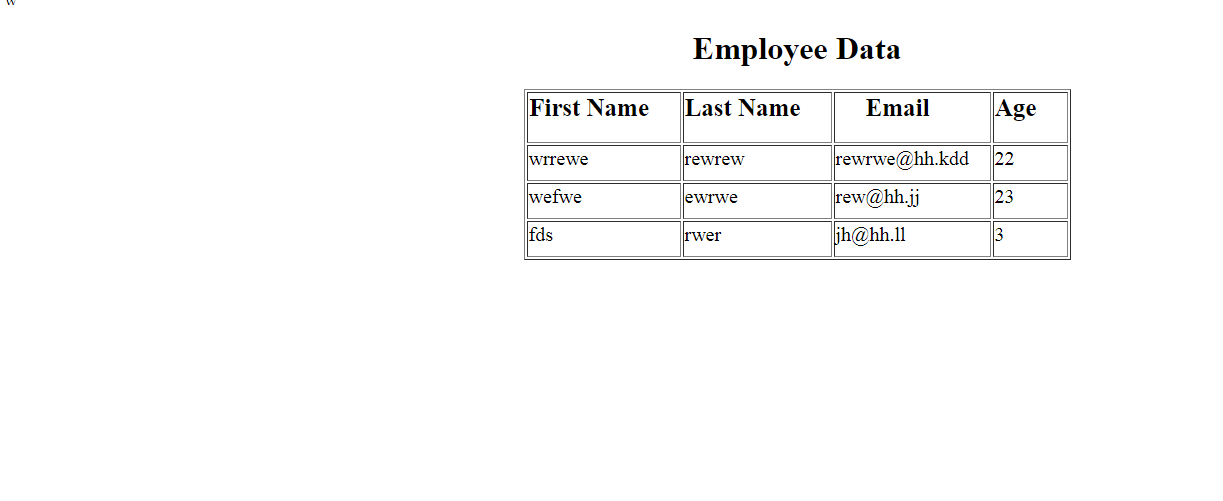 w
Employee Data
First Name Last Name Email Age
wrrewe rewrew rewrwe@hh.kdd 22
wefwe ewrwe rew@hh.jj 23
fds rwer jh@hh.ll 3